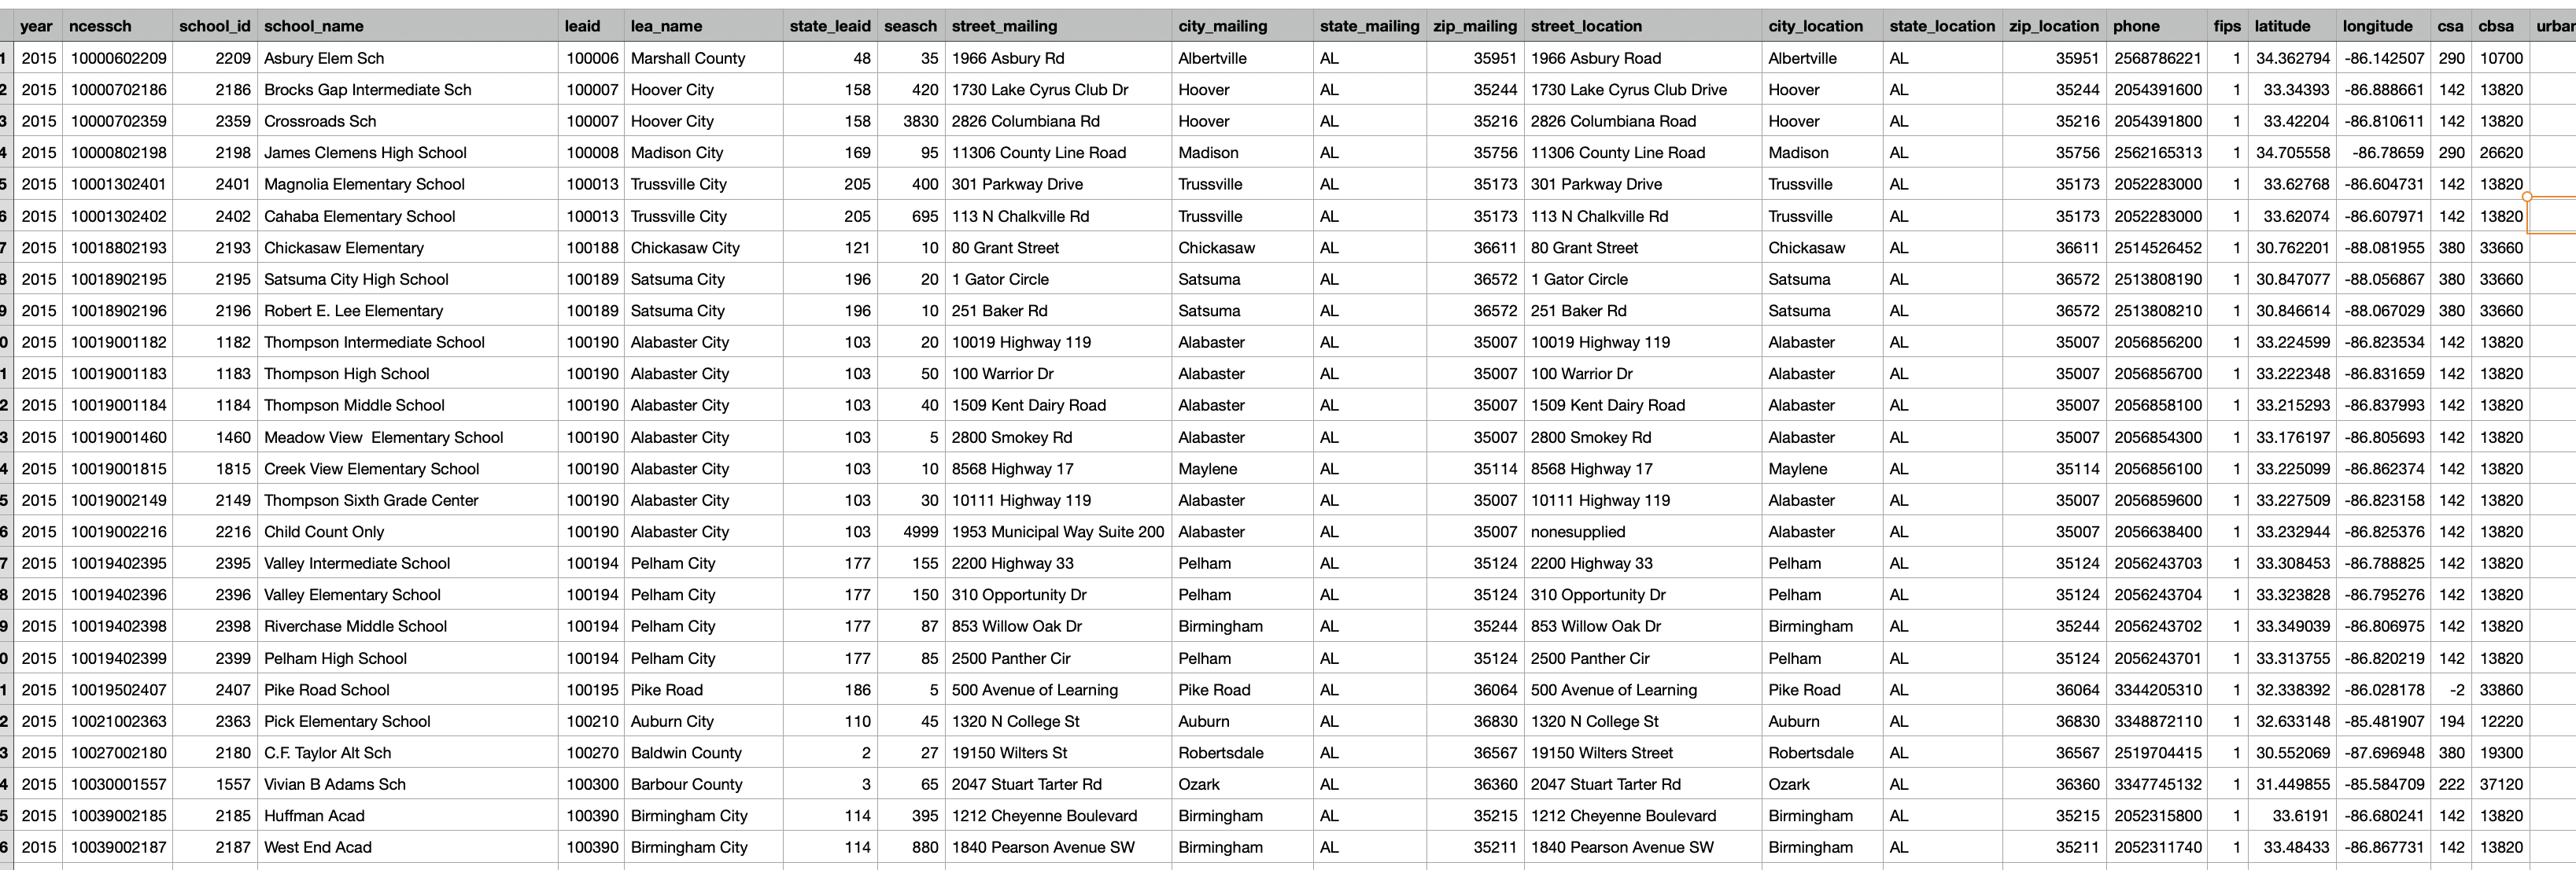 year ncessch school_id school_name leaid lea_name state_leaid seasch street_mailing city_mailing state_mailing zip_mailing street_location city_location state_location zip_location phone fips latitude longitude csa cbsa urban
1 2015 10000602209 2209 Asbury Elem Sch 100006 Marshall County 48 35 1966 Asbury Rd Albertville AL 35951 1966 Asbury Road Albertville AL 35951 2568786221 1 34.362794 -86.142507 290 10700
2 2015 10000702186 2186 Brocks Gap Intermediate Sch 100007 Hoover City 158 420 1730 Lake Cyrus Club Dr Hoover AL 35244 1730 Lake Cyrus Club Drive Hoover AL 35244 2054391600 1 33.34393 -86.888661 142 13820
3 2015 10000702359 2359 Crossroads Sch 100007 Hoover City 158 3830 2826 Columbiana Rd Hoover AL 35216 2826 Columbiana Road Hoover AL 35216 2054391800 1 33.42204 -86.810611 142 13820
4 2015 10000802198 2198 James Clemens High School 100008 Madison City 169 95 11306 County Line Road Madison AL 35756 11306 County Line Road Madison AL 35756 2562165313 1 34.705558 -86.78659 290 26620
5 2015 10001302401 2401 Magnolia Elementary School 100013 Trussville City 205 400 301 Parkway Drive Trussville AL 35173 301 Parkway Drive Trussville AL 35173 2052283000 1 33.62768 -86.604731 142 13820
6 2015 10001302402 2402 Cahaba Elementary School 100013 Trussville City 205 695 113 N Chalkville Rd Trussville AL 35173 113 N Chalkville Rd Trussville AL 35173 2052283000 1 33.62074 -86.607971 142 13820
7 2015 10018802193 2193 Chickasaw Elementary 100188 Chickasaw City 121 10 80 Grant Street Chickasaw AL 36611 80 Grant Street Chickasaw AL 36611 2514526452 1 30.762201 -88.081955 380 33660
8 2015 10018902195 2195 Satsuma City High School 100189 Satsuma City 196 20 1 Gator Circle Satsuma AL 36572 1 Gator Circle Satsuma AL 36572 2513808190 1 30.847077 -88.056867 380 33660
9 2015 10018902196 2196 Robert E. Lee Elementary 100189 Satsuma City 196 10 251 Baker Rd Satsuma AL 36572 251 Baker Rd Satsuma AL 36572 2513808210 1 30.846614 -88.067029 380 33660
0 2015 10019001182 1182 Thompson Intermediate School 100190 Alabaster City 103 20 10019 Highway 119 Alabaster AL 35007 10019 Highway 119 Alabaster AL 35007 2056856200 1 33.224599 -86.823534 142 13820
1 2015 10019001183 1183 Thompson High School 100190 Alabaster City 103 50 100 Warrior Dr Alabaster AL 35007 100 Warrior Dr Alabaster AL 35007 2056856700 1 33.222348 -86.831659 142 13820
2 2015 10019001184 1184 Thompson Middle School 100190 Alabaster City 103 40 1509 Kent Dairy Road Alabaster AL 35007 1509 Kent Dairy Road Alabaster AL 35007 2056858100 1 33.215293 -86.837993 142 13820
3 2015 10019001460 1460 Meadow View  Elementary School 100190 Alabaster City 103 5 2800 Smokey Rd Alabaster AL 35007 2800 Smokey Rd Alabaster AL 35007 2056854300 1 33.176197 -86.805693 142 13820
4 2015 10019001815 1815 Creek View Elementary School 100190 Alabaster City 103 10 8568 Highway 17 Maylene AL 35114 8568 Highway 17 Maylene AL 35114 2056856100 1 33.225099 -86.862374 142 13820
5 2015 10019002149 2149 Thompson Sixth Grade Center 100190 Alabaster City 103 30 10111 Highway 119 Alabaster AL 35007 10111 Highway 119 Alabaster AL 35007 2056859600 1 33.227509 -86.823158 142 13820
6 2015 10019002216 2216 Child Count Only 100190 Alabaster City 103 4999 1953 Municipal Way Suite 200 Alabaster AL 35007 nonesupplied Alabaster AL 35007 2056638400 1 33.232944 -86.825376 142 13820
7 2015 10019402395 2395 Valley Intermediate School 100194 Pelham City 177 155 2200 Highway 33 Pelham AL 35124 2200 Highway 33 Pelham AL 35124 2056243703 1 33.308453 -86.788825 142 13820
8 2015 10019402396 2396 Valley Elementary School 100194 Pelham City 177 150 310 Opportunity Dr Pelham AL 35124 310 Opportunity Dr Pelham AL 35124 2056243704 1 33.323828 -86.795276 142 13820
9 2015 10019402398 2398 Riverchase Middle School 100194 Pelham City 177 87 853 Willow Oak Dr Birmingham AL 35244 853 Willow Oak Dr Birmingham AL 35244 2056243702 1 33.349039 -86.806975 142 13820
0 2015 10019402399 2399 Pelham High School 100194 Pelham City 177 85 2500 Panther Cir Pelham AL 35124 2500 Panther Cir Pelham AL 35124 2056243701 1 33.313755 -86.820219 142 13820
1 2015 10019502407 2407 Pike Road School 100195 Pike Road 186 5 500 Avenue of Learning Pike Road AL 36064 500 Avenue of Learning Pike Road AL 36064 3344205310 1 32.338392 -86.028178 -2 33860
2 2015 10021002363 2363 Pick Elementary School 100210 Auburn City 110 45 1320 N College St Auburn AL 36830 1320 N College St Auburn AL 36830 3348872110 1 32.633148 -85.481907 194 12220
3 2015 10027002180 2180 C.F. Taylor Alt Sch 100270 Baldwin County 2 27 19150 Wilters St Robertsdale AL 36567 19150 Wilters Street Robertsdale AL 36567 2519704415 1 30.552069 -87.696948 380 19300
4 2015 10030001557 1557 Vivian B Adams Sch 100300 Barbour County 3 65 2047 Stuart Tarter Rd Ozark AL 36360 2047 Stuart Tarter Rd Ozark AL 36360 3347745132 1 31.449855 -85.584709 222 37120
5 2015 10039002185 2185 Huffman Acad 100390 Birmingham City 114 395 1212 Cheyenne Boulevard Birmingham AL 35215 1212 Cheyenne Boulevard Birmingham AL 35215 2052315800 1 33.6191 -86.680241 142 13820
6 2015 10039002187 2187 West End Acad 100390 Birmingham City 114 880 1840 Pearson Avenue SW Birmingham AL 35211 1840 Pearson Avenue SW Birmingham AL 35211 2052311740 1 33.48433 -86.867731 142 13820